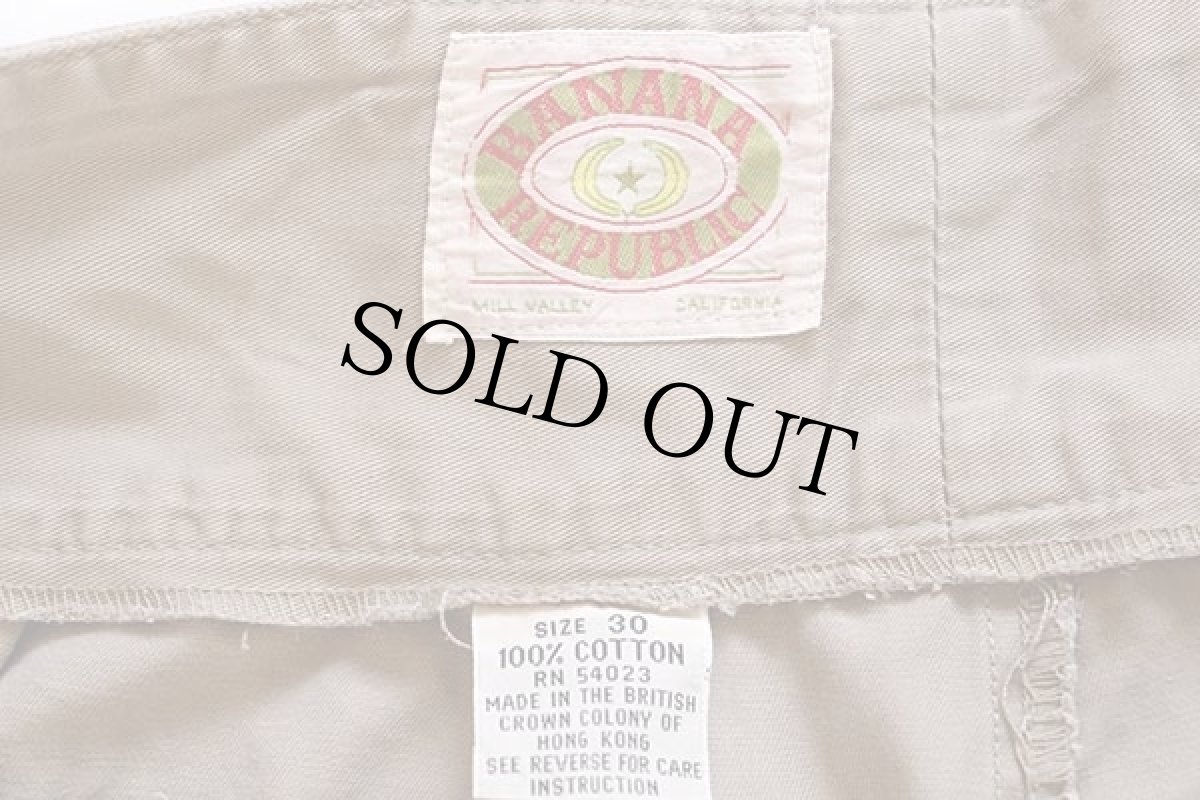 BANANA
REPUBLIC
MILL VALLEY CALIFORNIA
SOLD OUT
SIZE 30
100% COTTON
RN 54023
MADE IN THE BRITISH
CROWN COLONY OF
HONG KONG
SEE REVERSE FOR CARE
INSTRUCTION